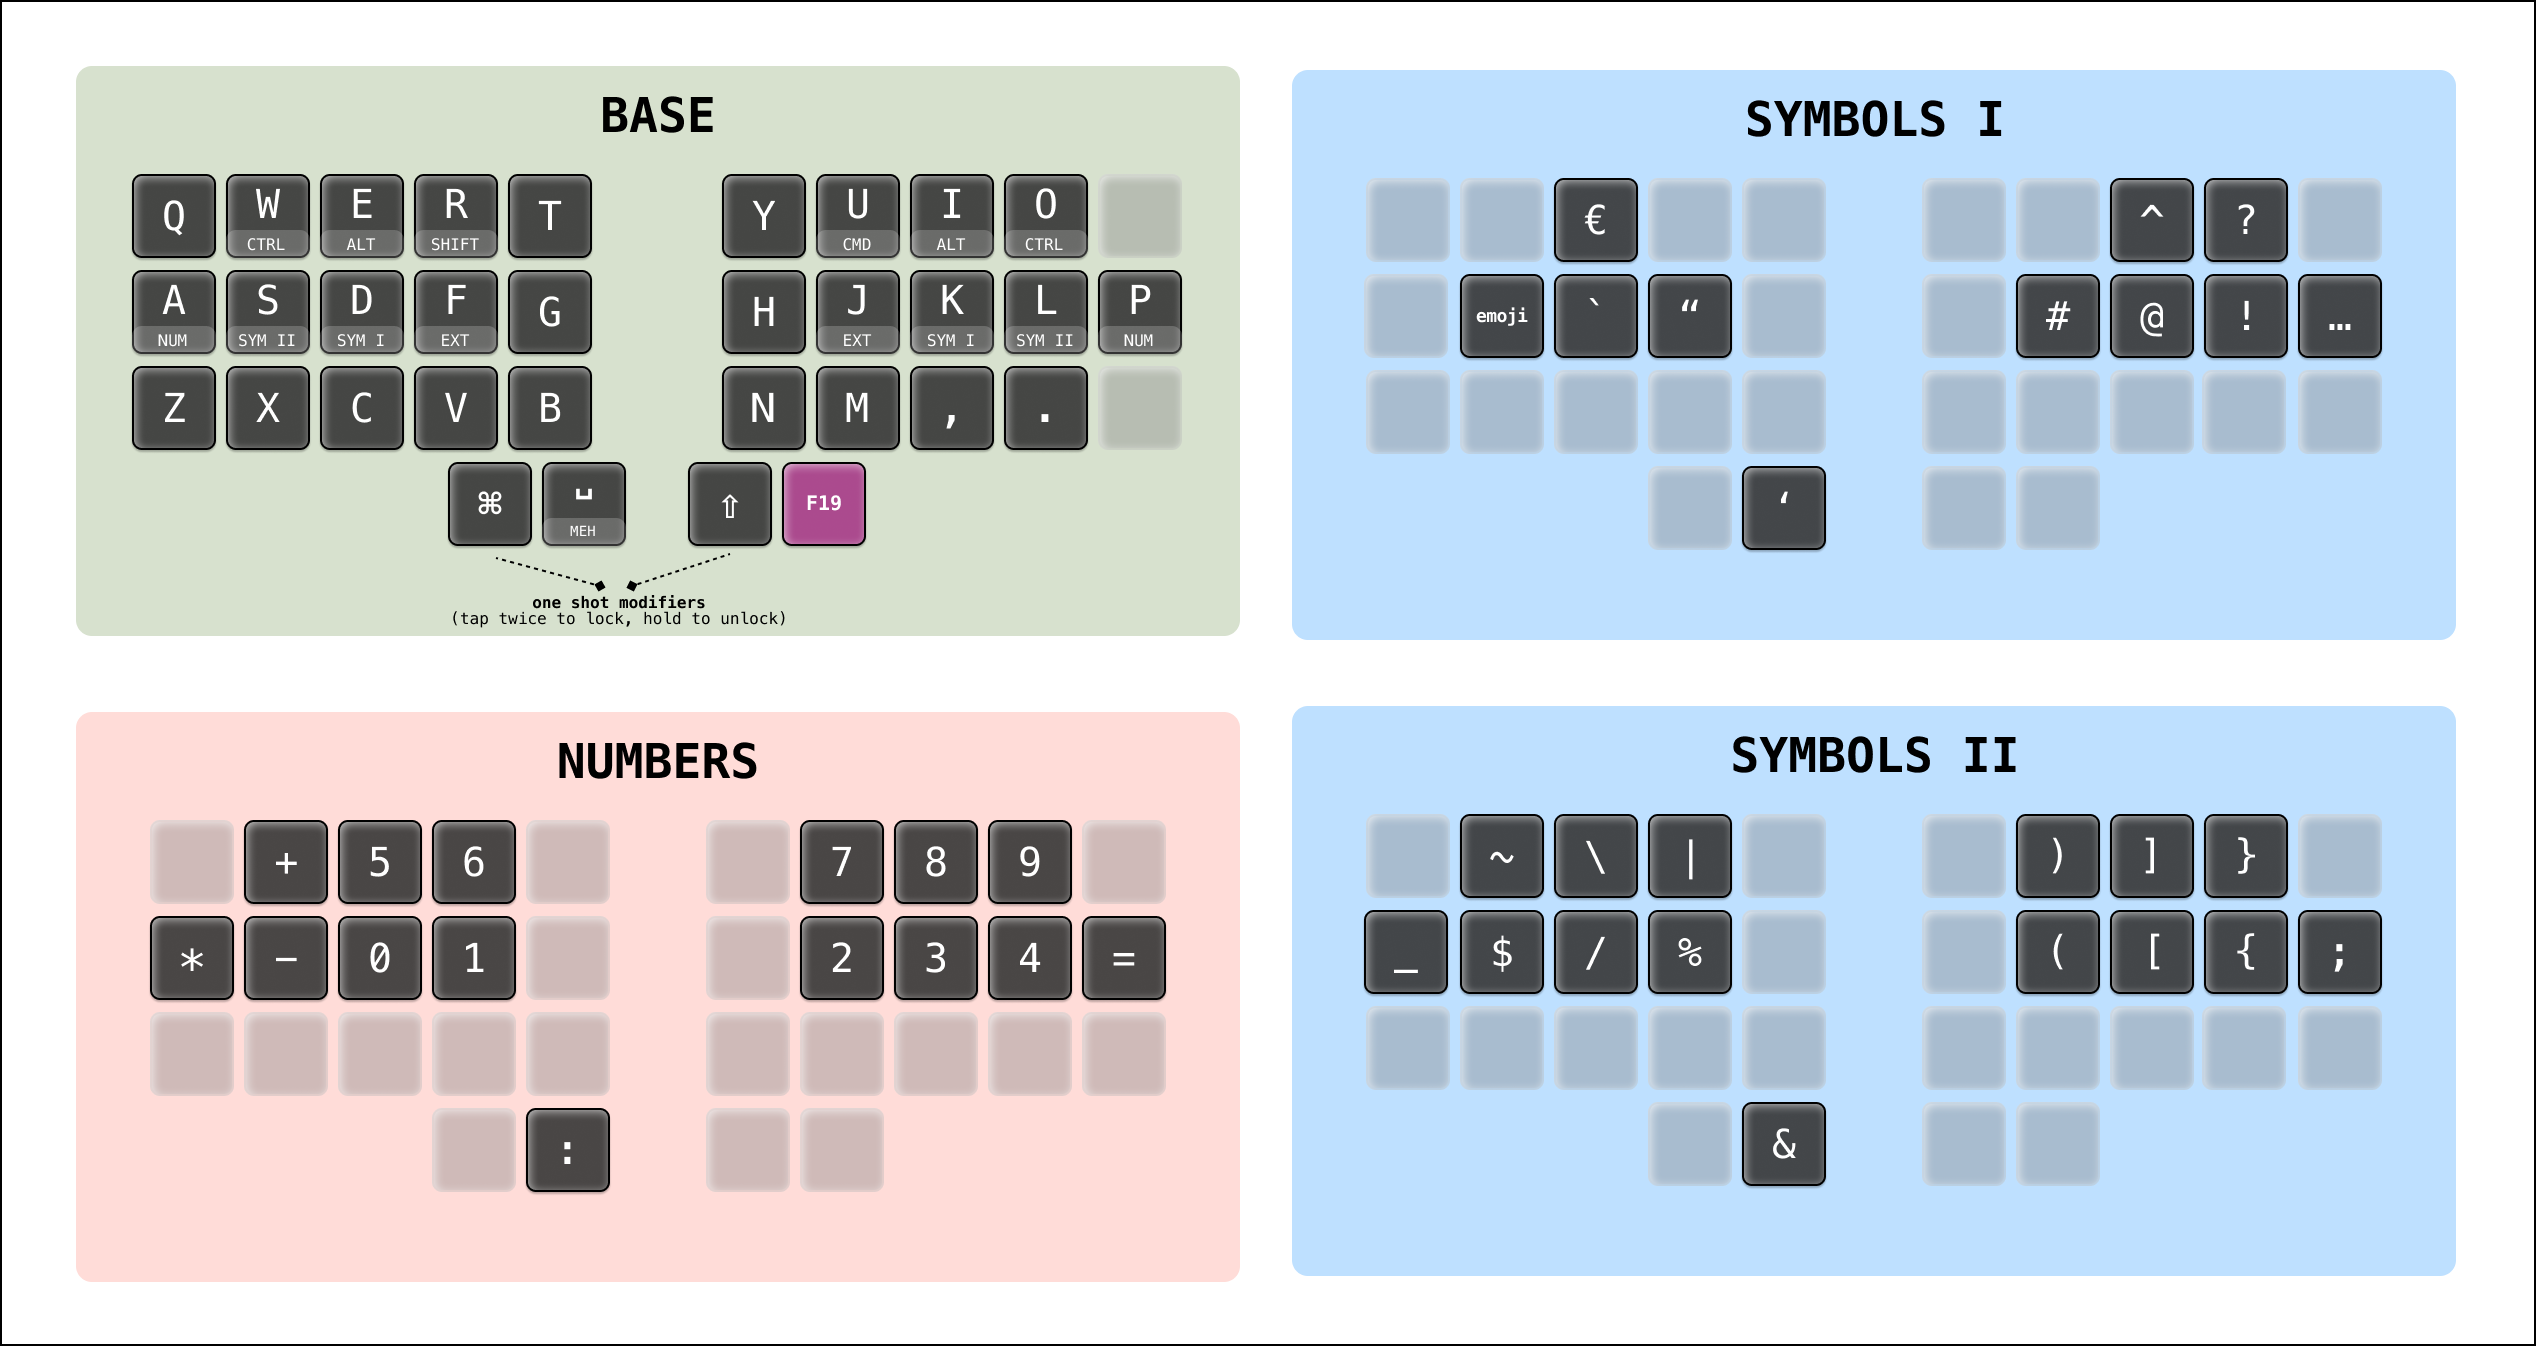 BASE
Q W E R T Y U I O
CTRL ALT SHIFT CMD ALT CTRL
A S D F G H J K L P
NUM SYM II SYM I EXT EXT SYM I SYM II NUM
Z X C V B N M , .
⌘ ␣ ⇧ F19
MEH
one shot modifiers
(tap twice to lock, hold to unlock)
SYMBOLS I
€ ^ ?
emoji ` “ # @ ! …
‘
NUMBERS
+ 5 6 7 8 9
* − 0 1 2 3 4 =
:
SYMBOLS II
~ \ | ) ] }
_ $ / % ( [ { ;
&